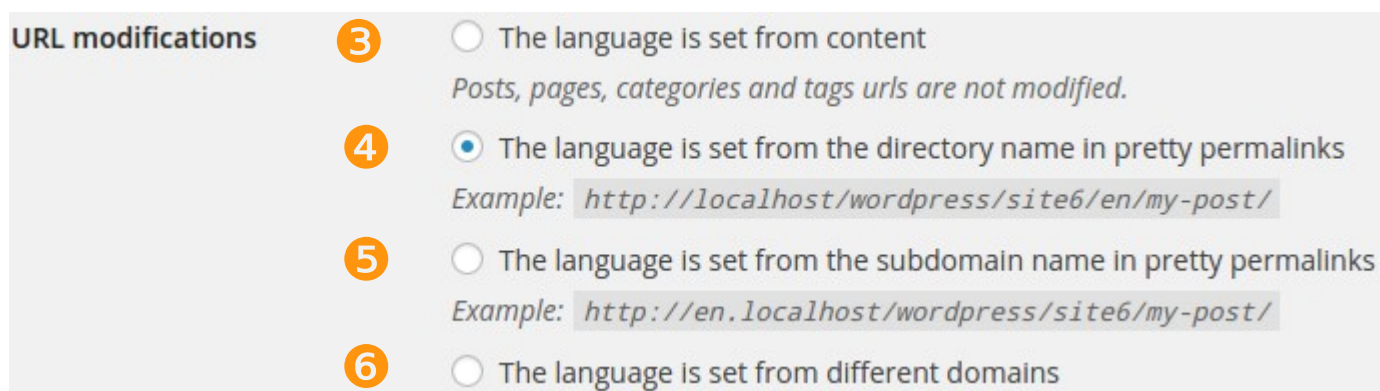 URL modifications
3 The language is set from content
Posts, pages, categories and tags urls are not modified.
4 The language is set from the directory name in pretty permalinks
Example: http://localhost/wordpress/site6/en/my-post/
5 The language is set from the subdomain name in pretty permalinks
Example: http://en.localhost/wordpress/site6/my-post/
6 The language is set from different domains